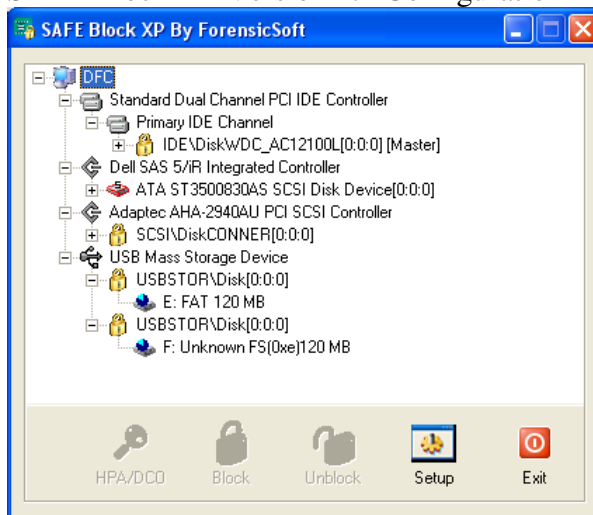 SAFE Block XP By ForensicSoft
DFC
Standard Dual Channel PCI IDE Controller
Primary IDE Channel
IDE\DiskWDC_AC12100L[0:0:0] [Master]
Dell SAS 5/iR Integrated Controller
ATA ST3500830AS SCSI Disk Device[0:0:0]
Adaptec AHA-2940AU PCI SCSI Controller
SCSI\DiskCONNER[0:0:0]
USB Mass Storage Device
USBSTOR\Disk[0:0:0]
E: FAT 120 MB
USBSTOR\Disk[0:0:0]
F: Unknown FS(0xe)120 MB
HPA/DCO Block Unblock Setup Exit